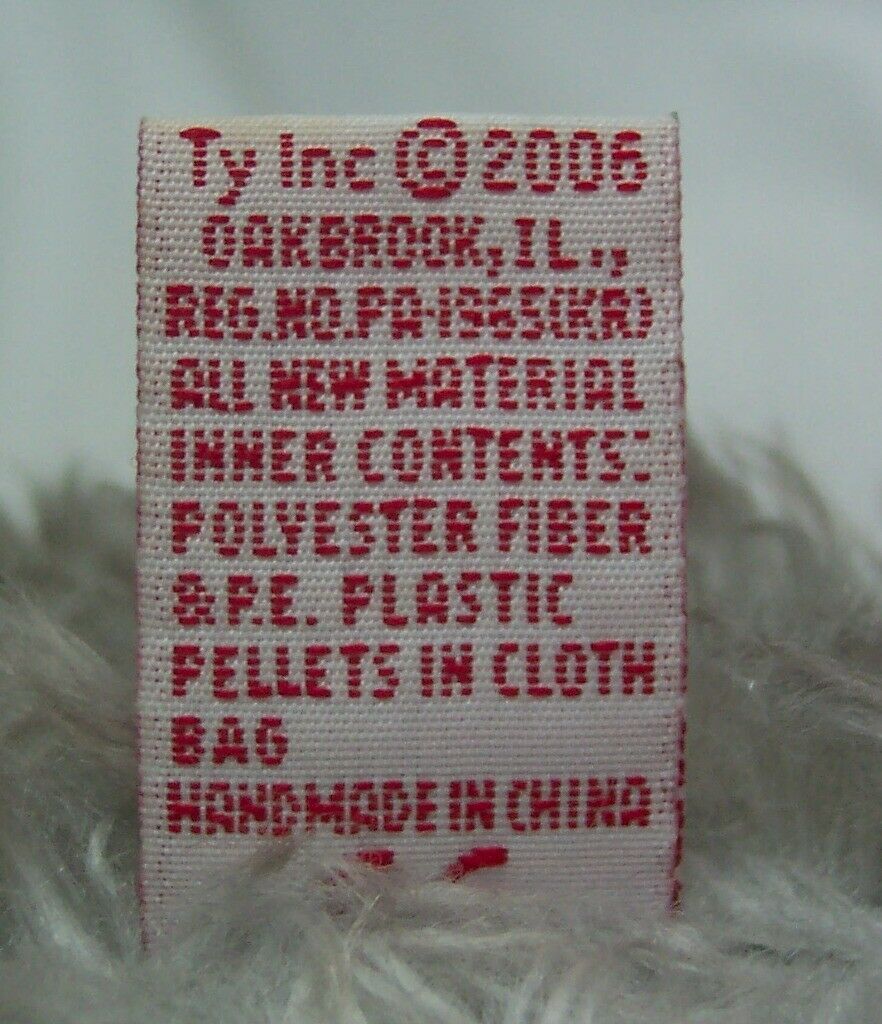 Ty Inc © 2006
OAKBROOK, IL.,
REG.NO.PA-1965(KR)
ALL NEW MATERIAL
INNER CONTENTS:
POLYESTER FIBER
& P.E. PLASTIC
PELLETS IN CLOTH
BAG
HANDMADE IN CHINA